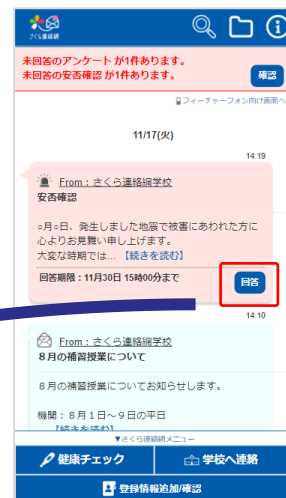 さくら連絡網
未回答のアンケート が1件あります。
未回答の安否確認 が1件あります。
確認
フィーチャーフォン向け画面へ
11/17(火)
14:19
From：さくら連絡網学校
安否確認
○月○日、発生しました地震で被害にあわれた方に
心よりお見舞い申し上げます。
大変な時期では... 【続きを読む】
回答期限：11月30日 15時00分まで
回答
14:10
From：さくら連絡網学校
８月の補習授業について
８月の補習授業についてお知らせします。
機関：８月１日～９日の平日
【続きを読む】
▼さくら連絡網メニュー
健康チェック
学校へ連絡
登録情報追加/確認